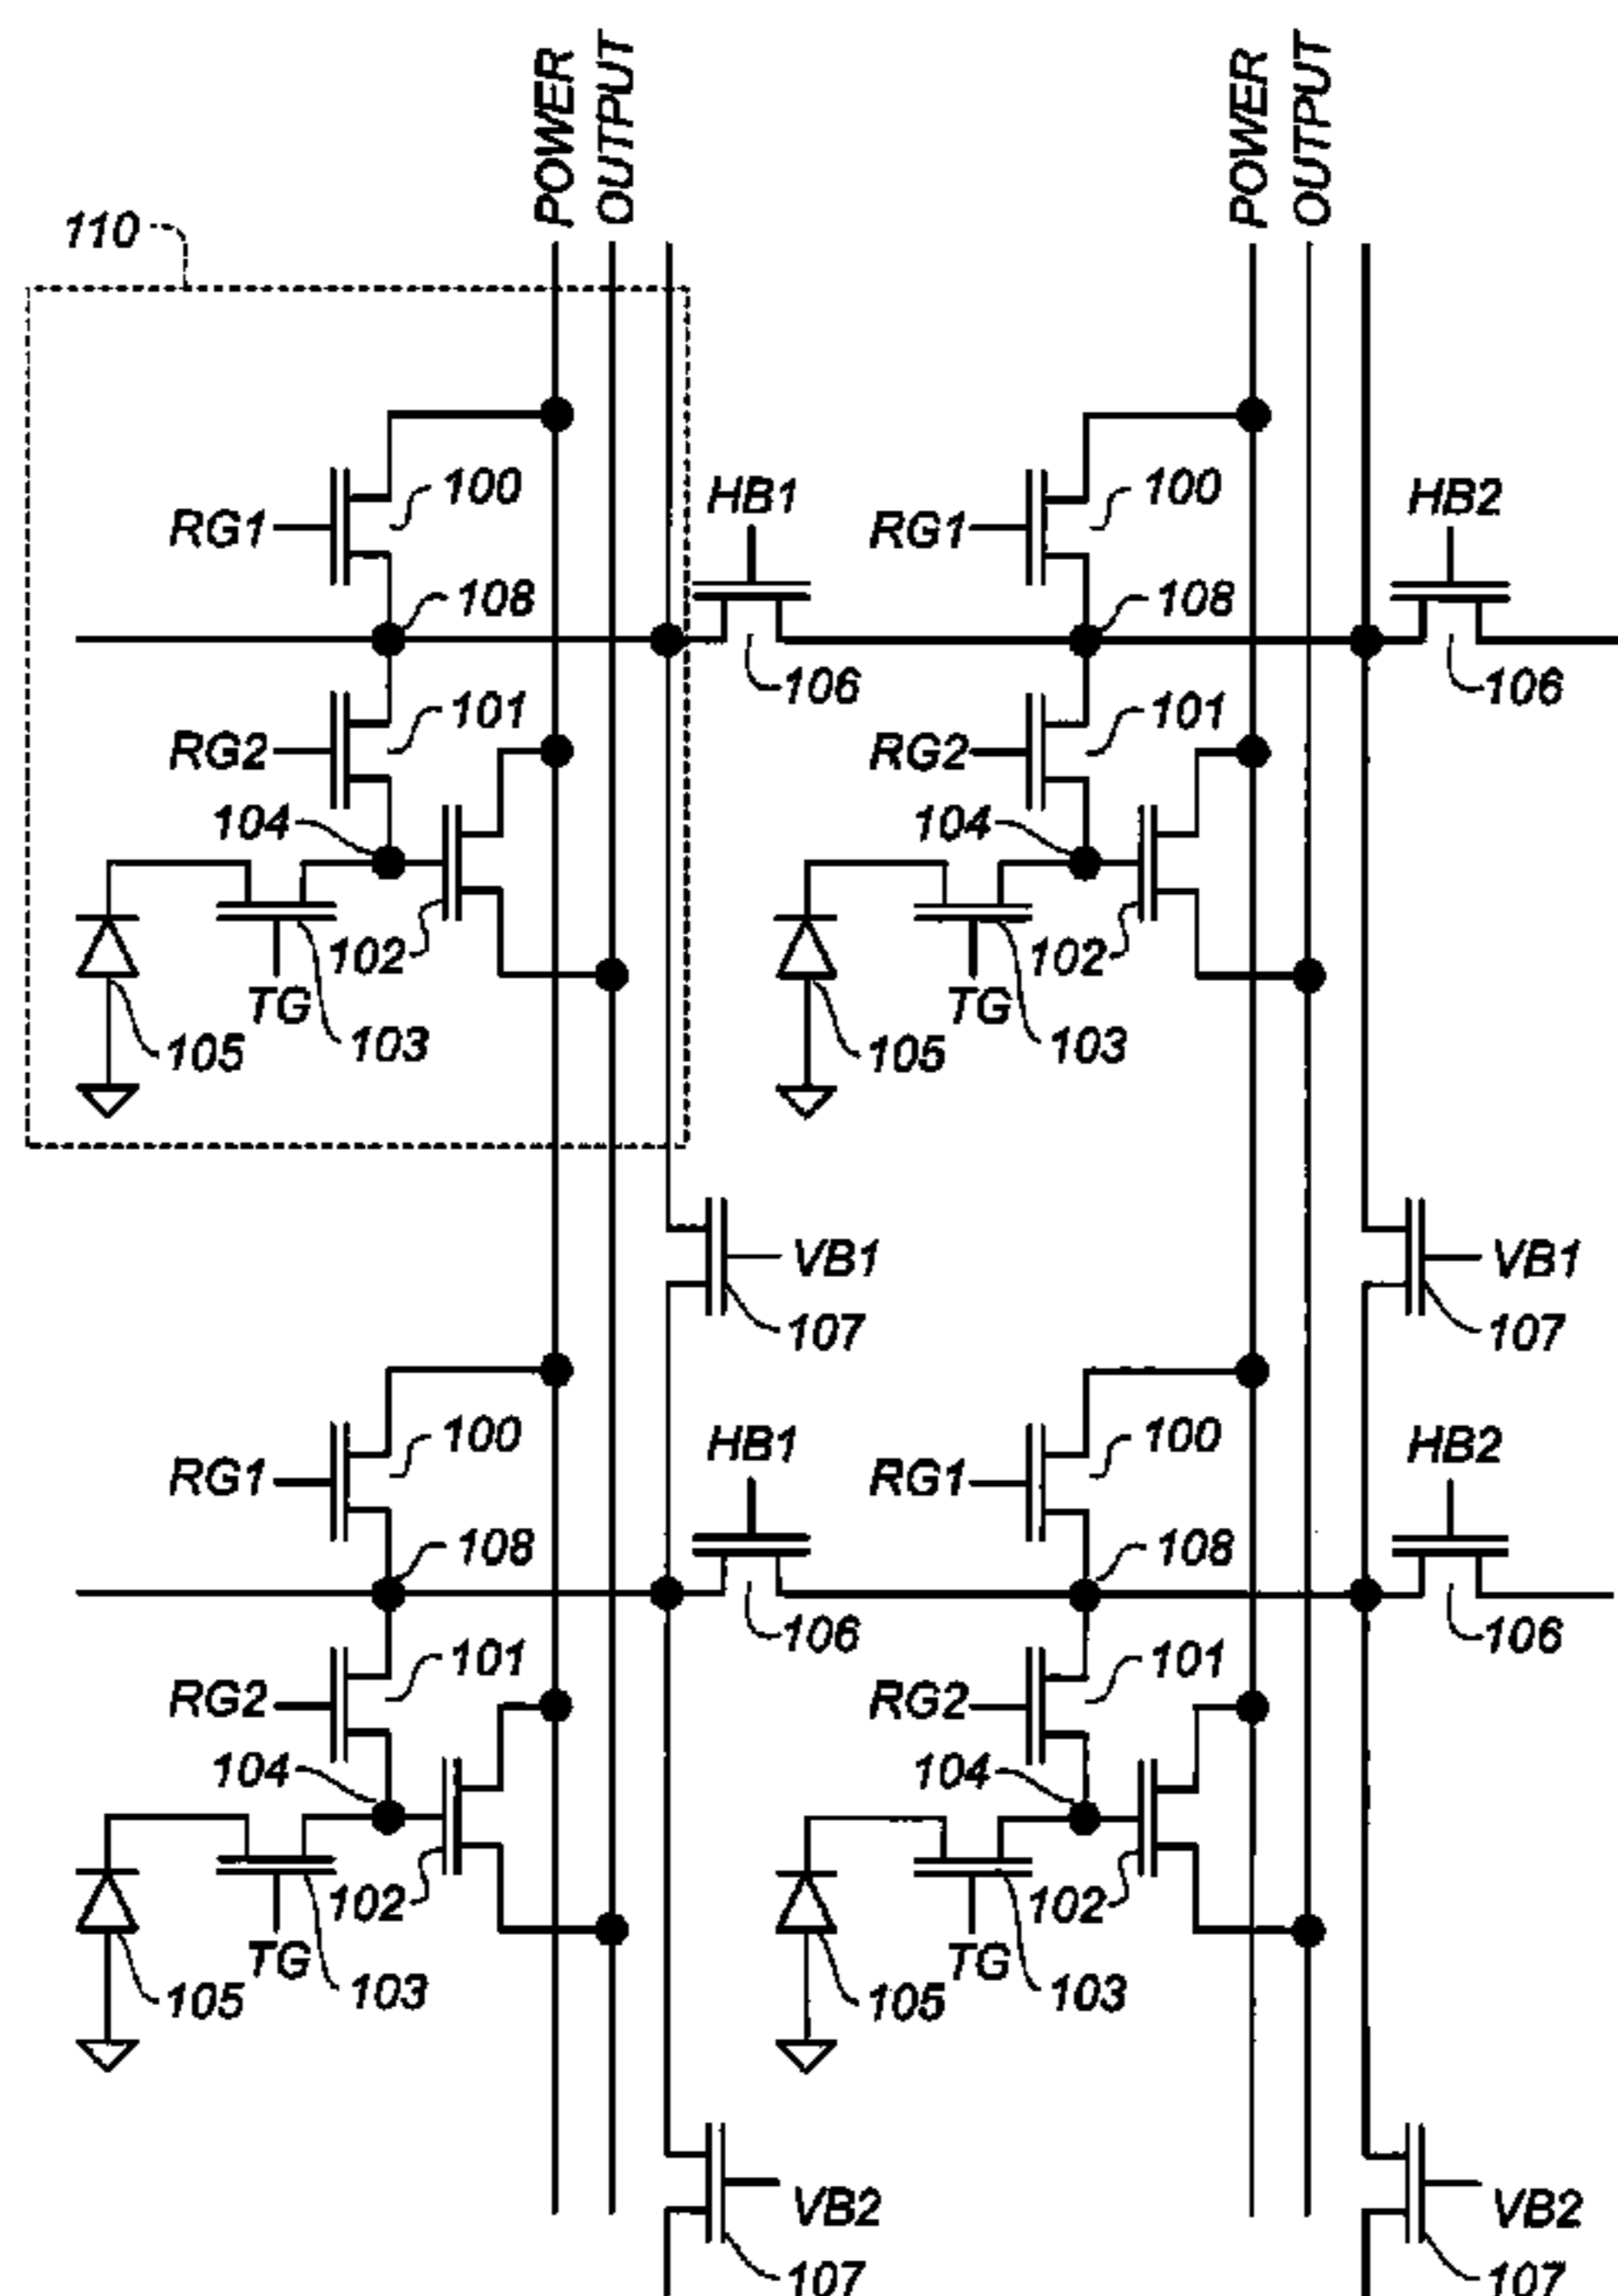 POWER OUTPUT POWER OUTPUT
110
100 HB1 100 HB2
RG1 RG1
108 108
106 106
101 101
RG2 RG2
104 104
102 102
TG TG
105 103 105 103
VB1 VB1
107 107
100 HB1 100 HB2
RG1 RG1
108 108
106 106
101 101
RG2 RG2
104 104
102 102
TG TG
105 103 105 103
VB2 VB2
107 107